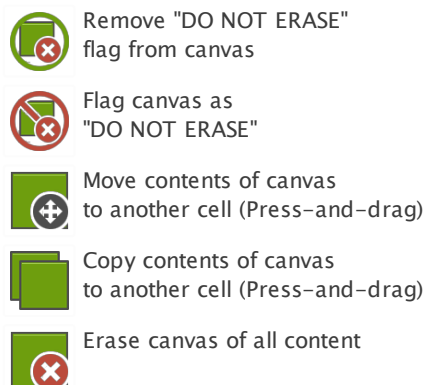 Remove "DO NOT ERASE"
flag from canvas
Flag canvas as
"DO NOT ERASE"
Move contents of canvas
to another cell (Press-and-drag)
Copy contents of canvas
to another cell (Press-and-drag)
Erase canvas of all content